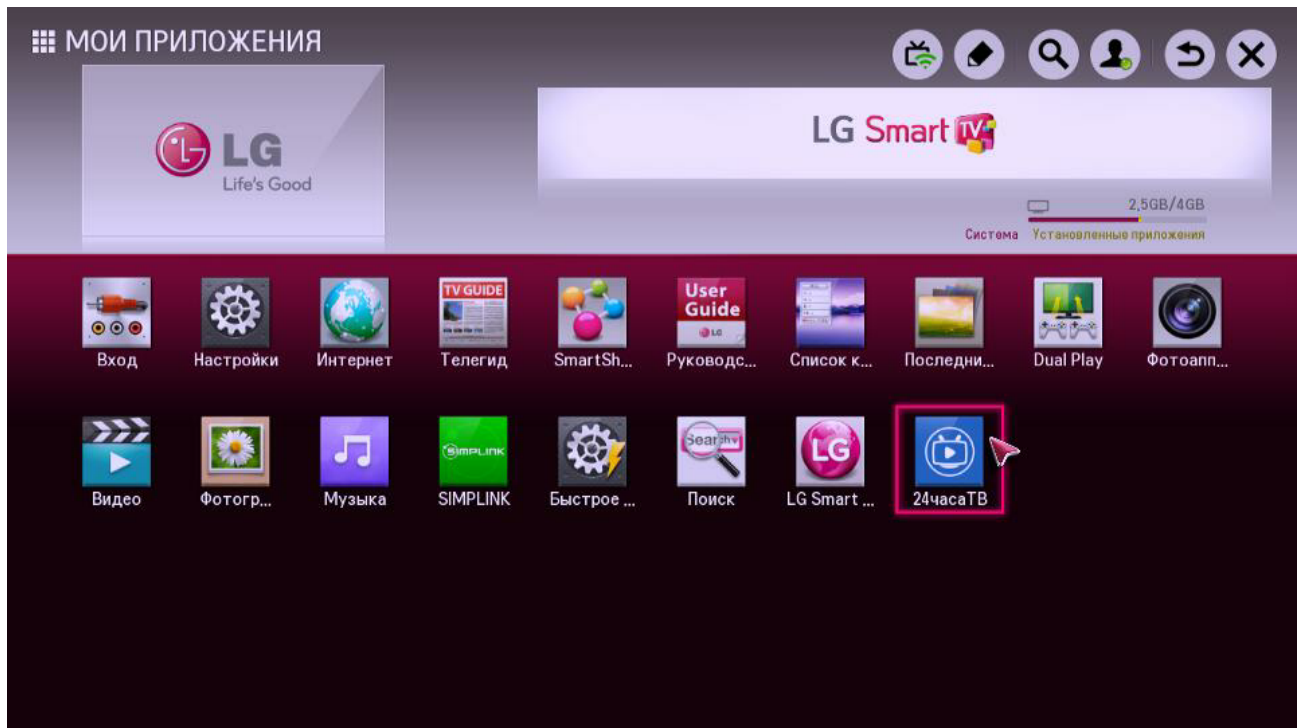 МОИ ПРИЛОЖЕНИЯ
LG
Life's Good
LG Smart TV
2,5GB/4GB
Система Установленные приложения
TV GUIDE
User
Guide
LG
Вход Настройки Интернет Телегид SmartSh... Руководс... Список к... Последни... Dual Play Фотоапп...
SIMPLINK
Search
LG
Видео Фотогр... Музыка SIMPLINK Быстрое ... Поиск LG Smart ... 24часаТВ